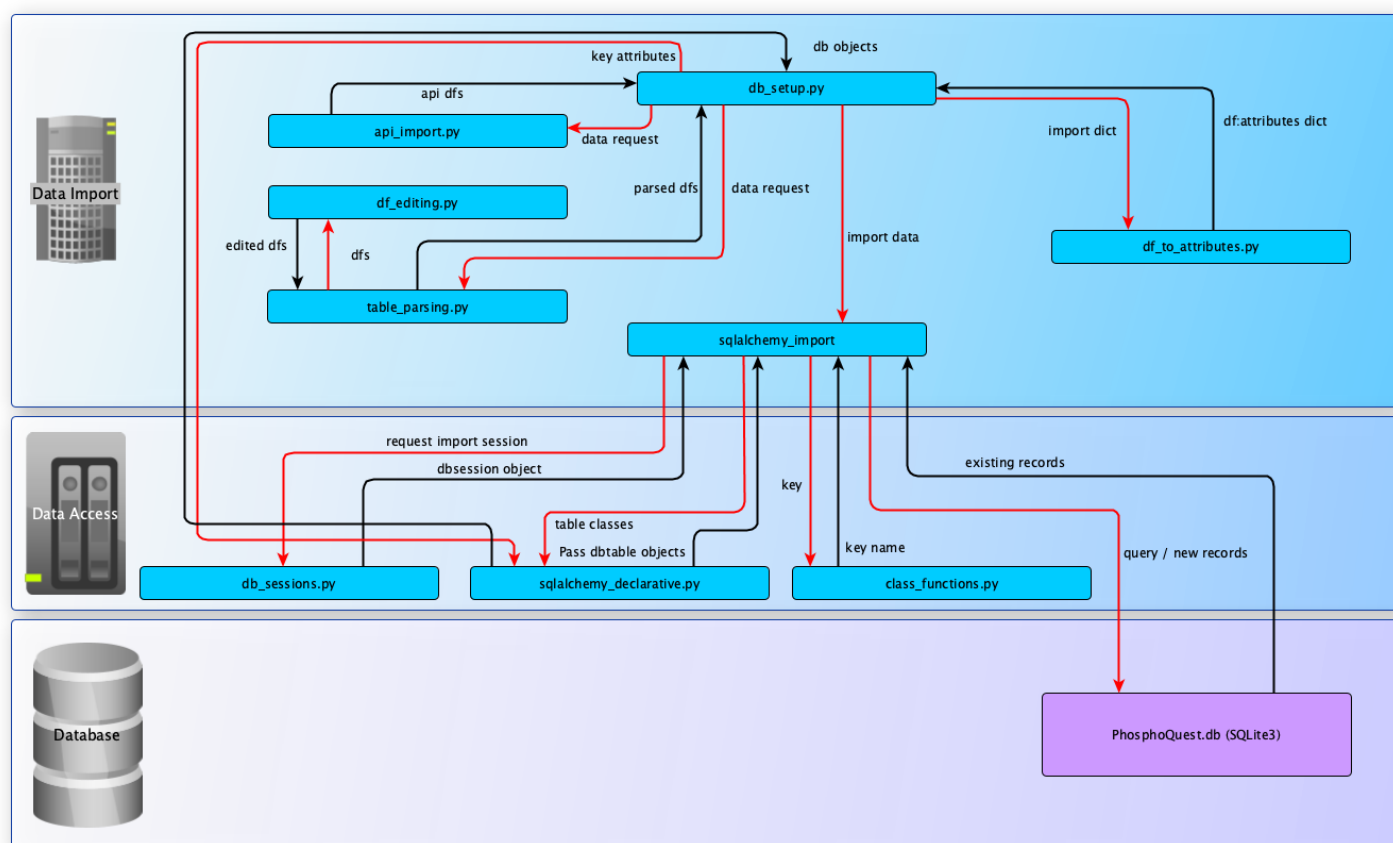 db objects
key attributes
db_setup.py
api dfs
api_import.py
data request
import dict
df:attributes dict
Data Import
df_editing.py
parsed dfs
data request
edited dfs
dfs
import data
df_to_attributes.py
table_parsing.py
sqlalchemy_import
request import session
dbsession object
existing records
key
Data Access
table classes
Pass dbtable objects
key name
query / new records
db_sessions.py
sqlalchemy_declarative.py
class_functions.py
Database
PhosphoQuest.db (SQLite3)